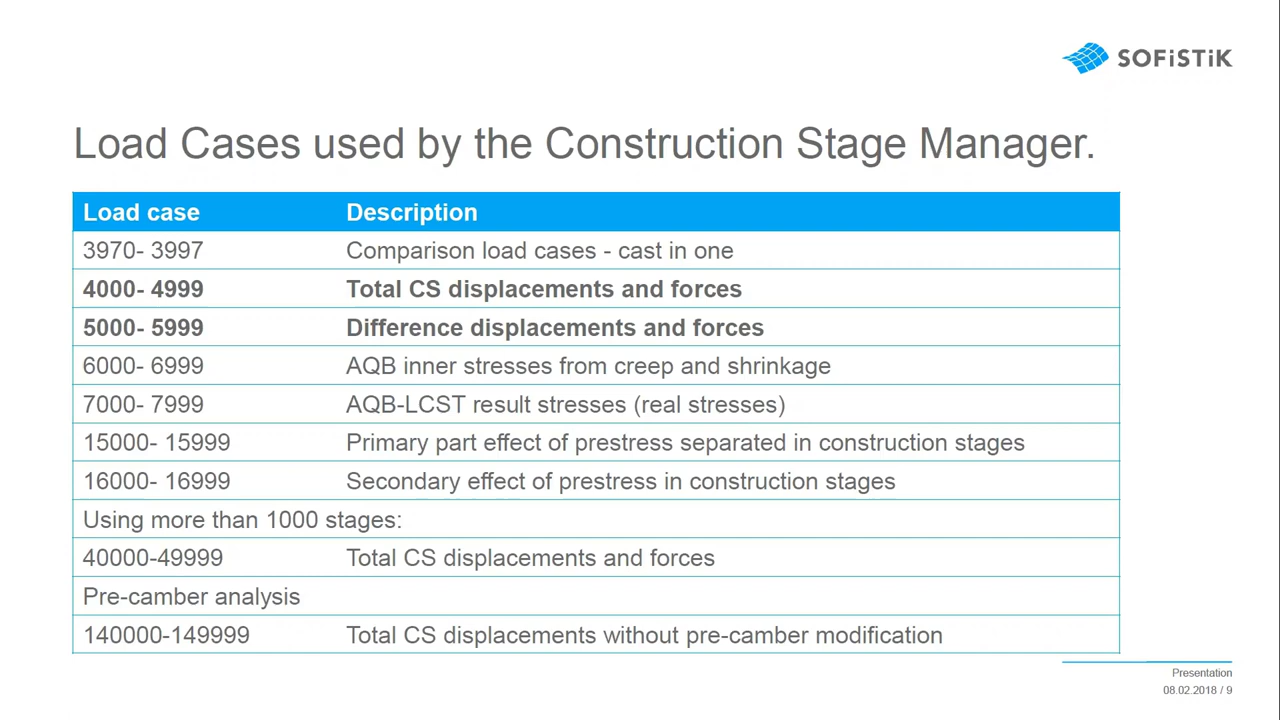 SOFiSTiK
Load Cases used by the Construction Stage Manager.
Load case Description
3970- 3997 Comparison load cases - cast in one
4000- 4999 Total CS displacements and forces
5000- 5999 Difference displacements and forces
6000- 6999 AQB inner stresses from creep and shrinkage
7000- 7999 AQB-LCST result stresses (real stresses)
15000- 15999 Primary part effect of prestress separated in construction stages
16000- 16999 Secondary effect of prestress in construction stages
Using more than 1000 stages:
40000-49999 Total CS displacements and forces
Pre-camber analysis
140000-149999 Total CS displacements without pre-camber modification
Presentation
08.02.2018 / 9